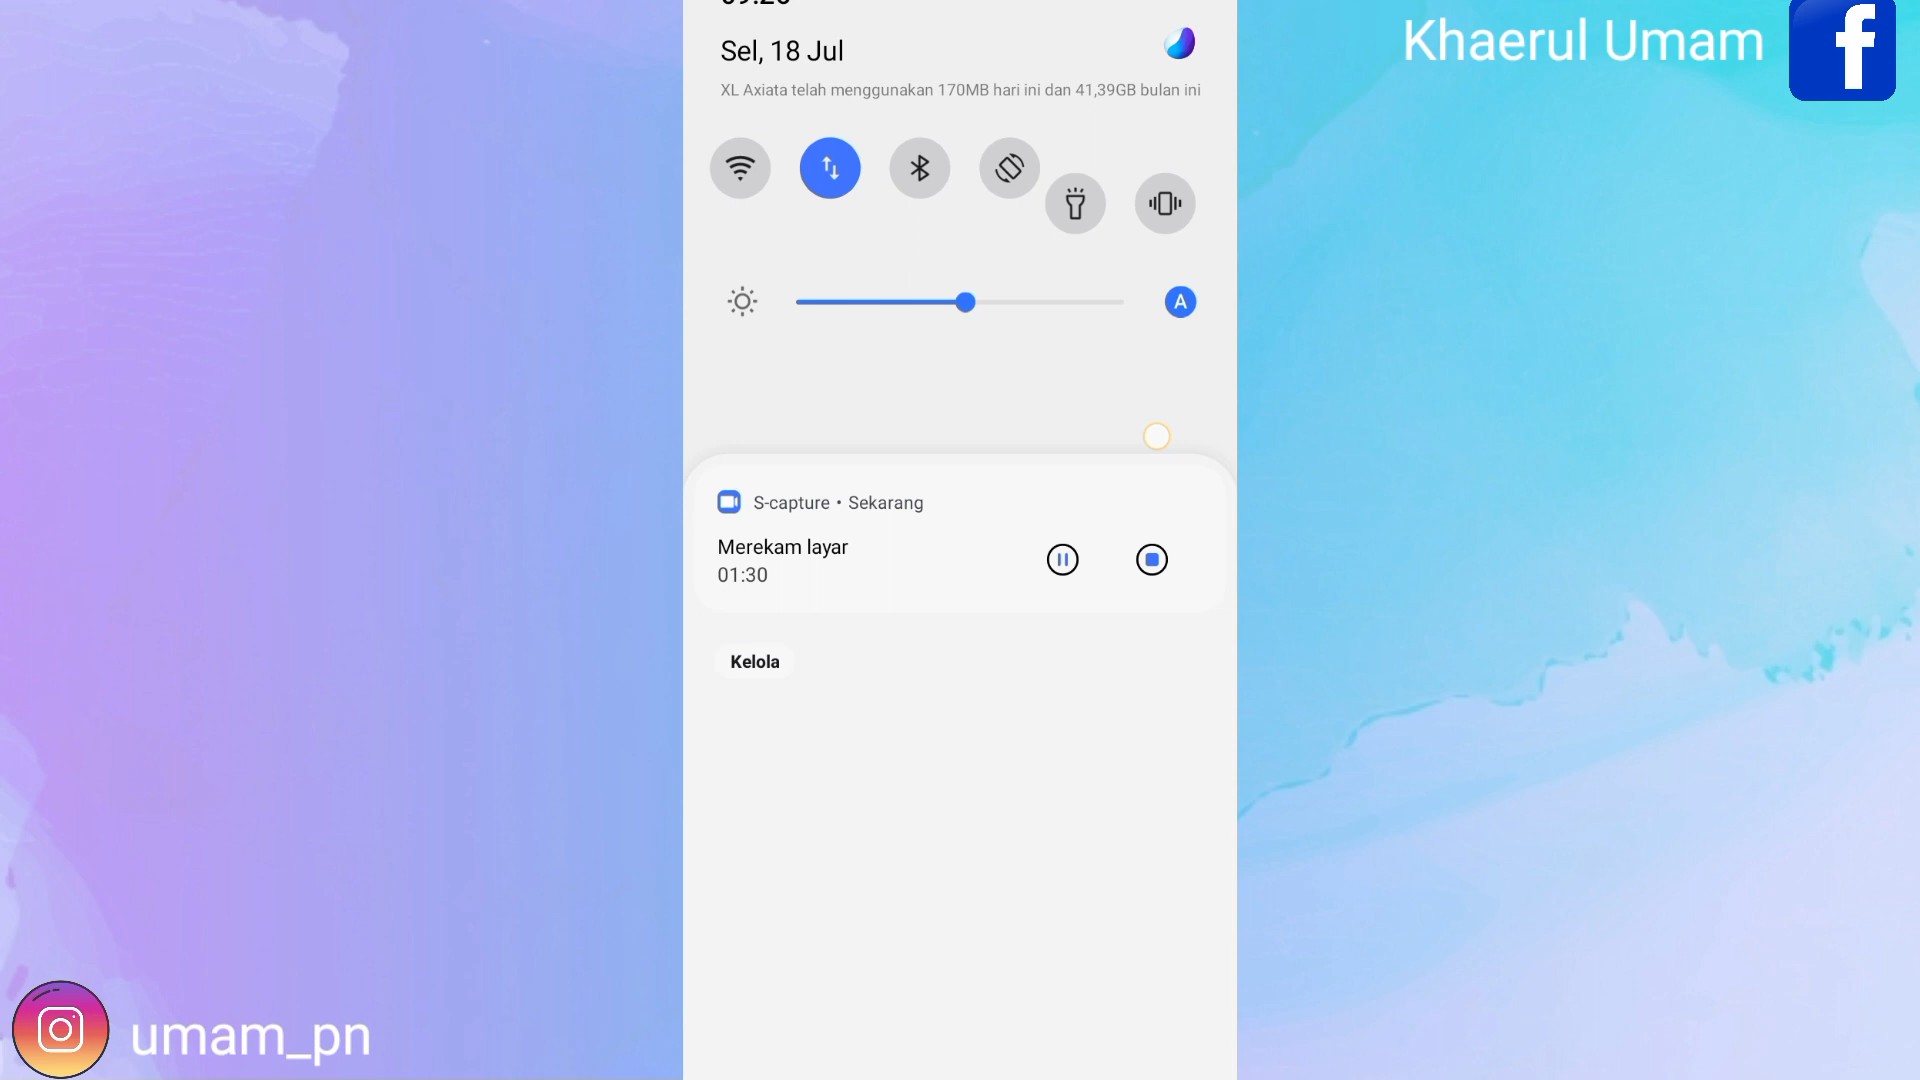 Khaerul Umam
Sel, 18 Jul
XL Axiata telah menggunakan 170MB hari ini dan 41,39GB bulan ini
A
S-capture • Sekarang
Merekam layar
01:30
Kelola
umam_pn